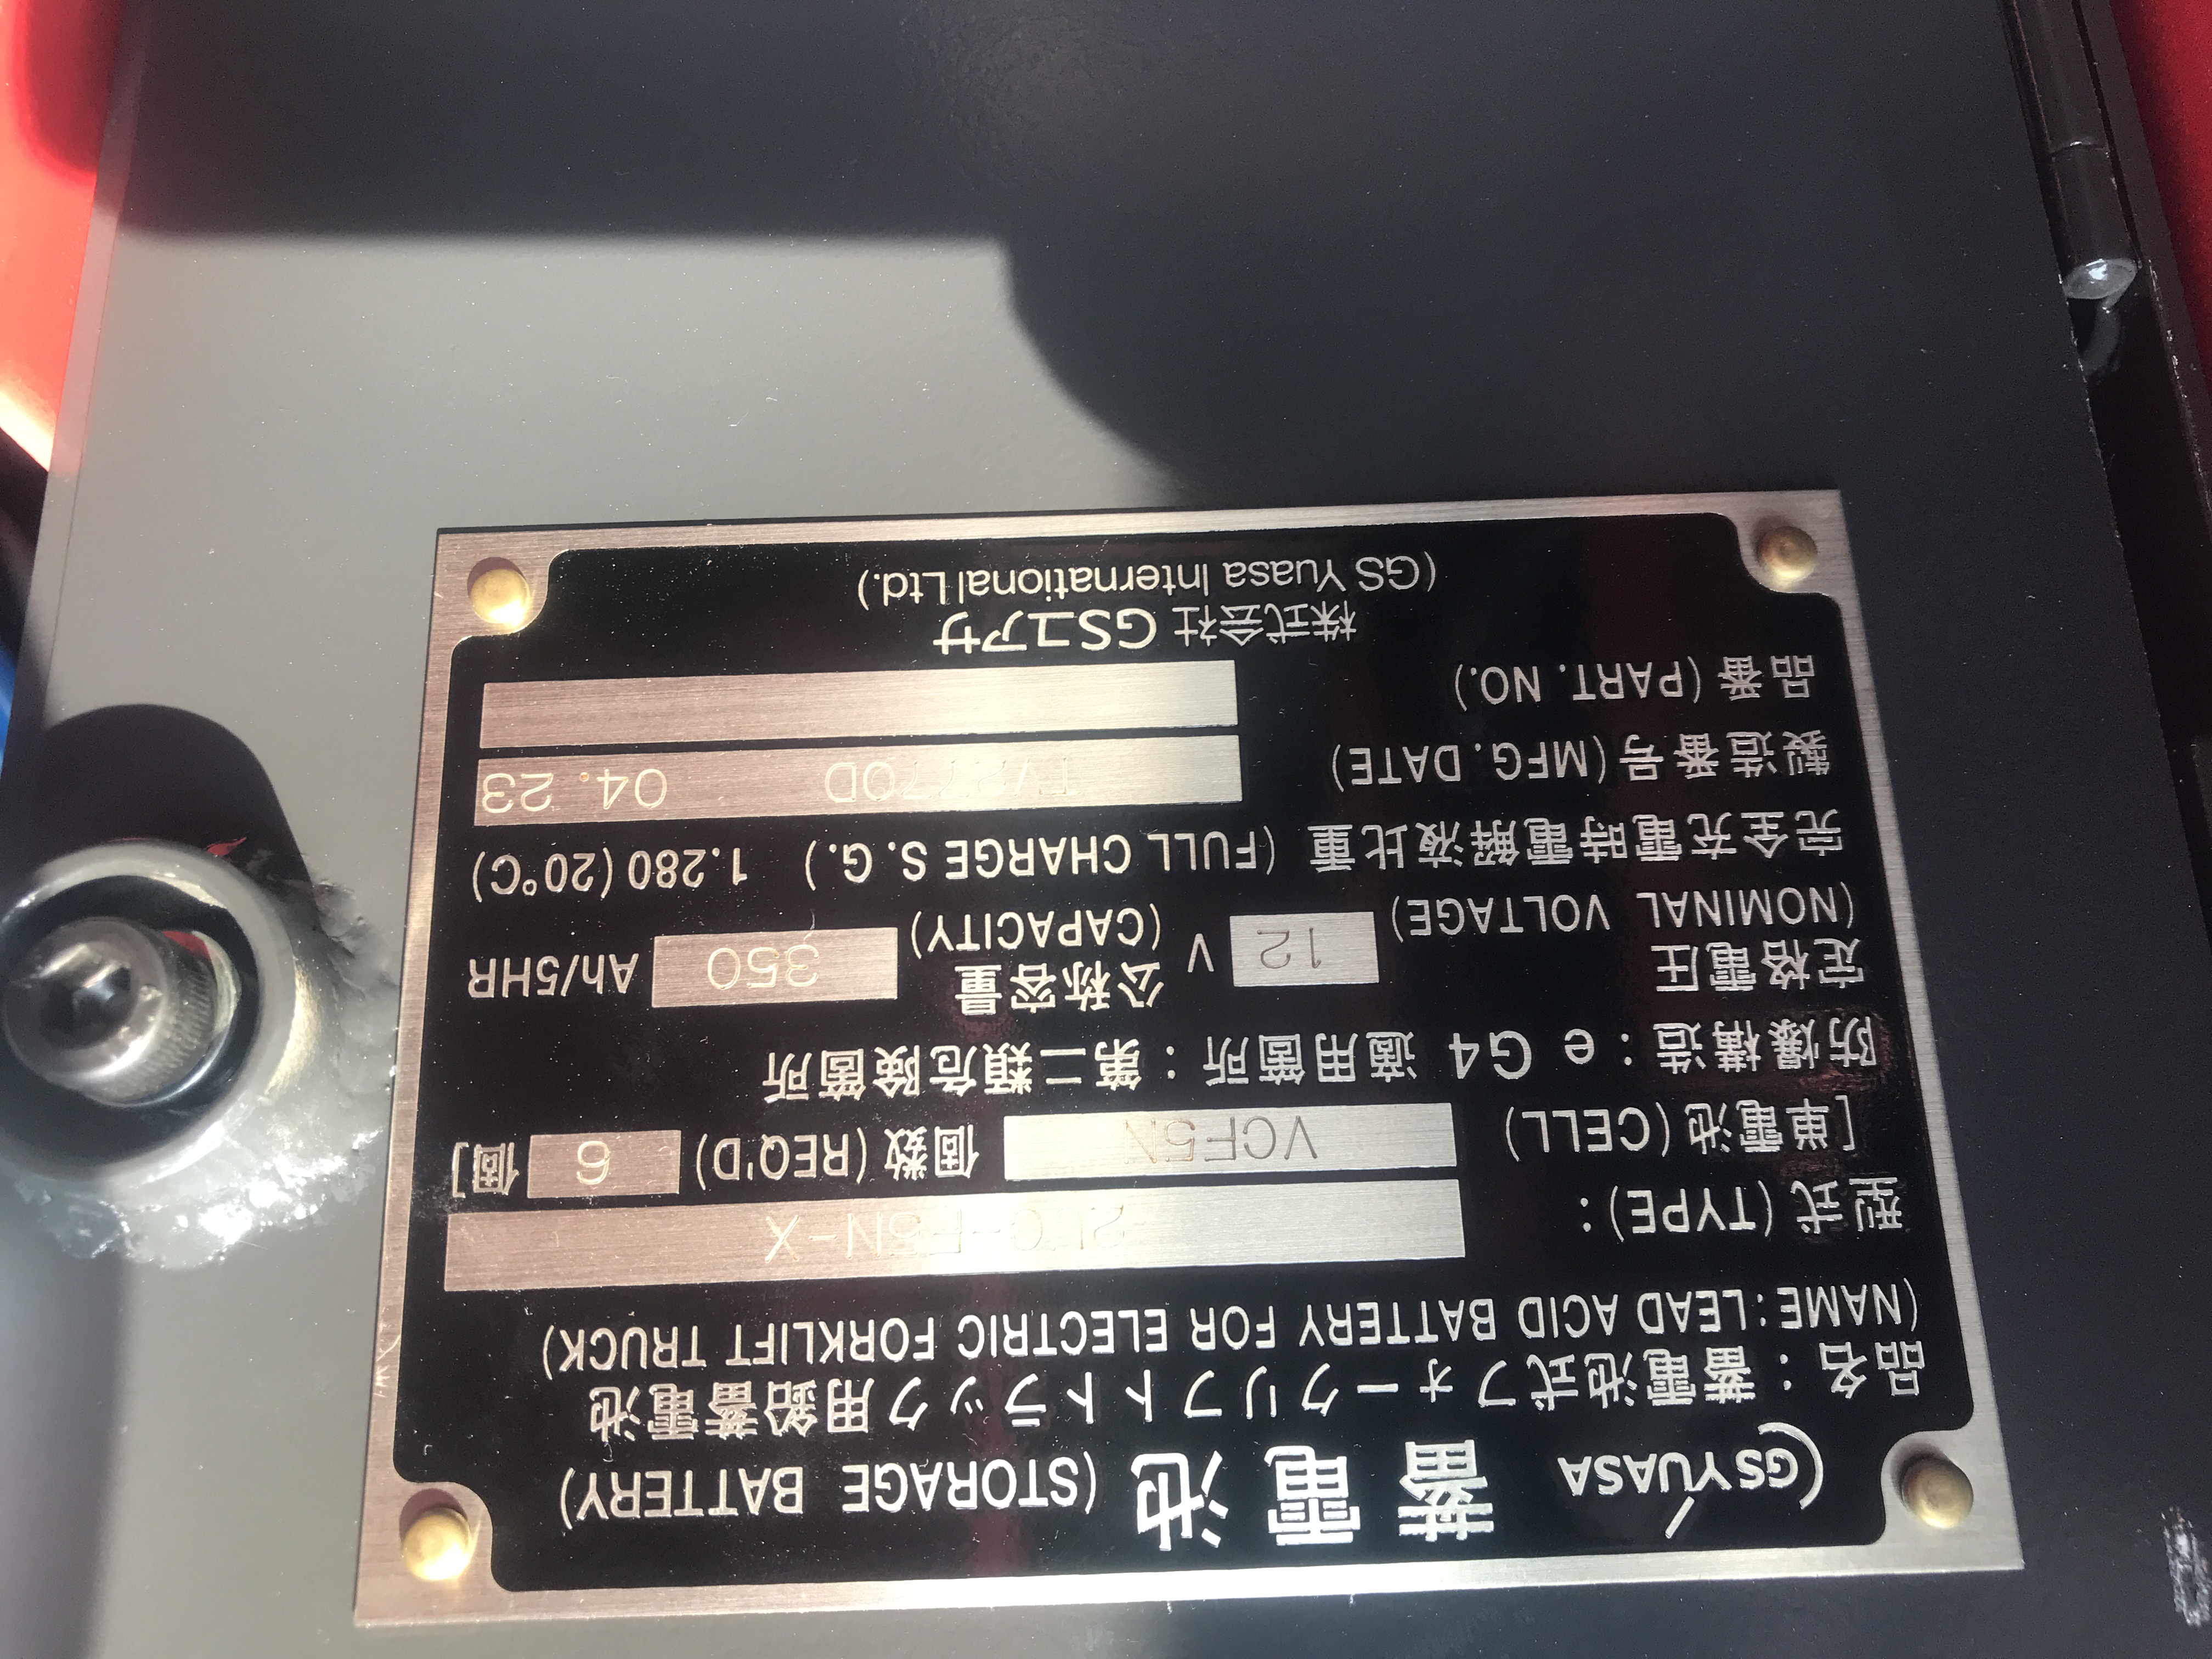 GS YUASA 蓄電池 (STORAGE BATTERY)
品名：蓄電池式フォークリフトトラック用鉛蓄電池
(NAME:LEAD ACID BATTERY FOR ELECTRIC FORKLIFT TRUCK)
型式(TYPE):
[単電池(CELL) VCF5N 個数(REQ'D) 6 個]
防爆構造：e G4 適用箇所：第二類危険箇所
定格電圧 12 V 公称容量 350 Ah/5HR
(NOMINAL VOLTAGE) (CAPACITY)
完全充電時電解液比重 (FULL CHARGE S.G.) 1.280(20℃)
製造番号(MFG.DATE) 04.23
品番(PART.NO.)
株式会社 GSユアサ
(GS Yuasa International Ltd.)